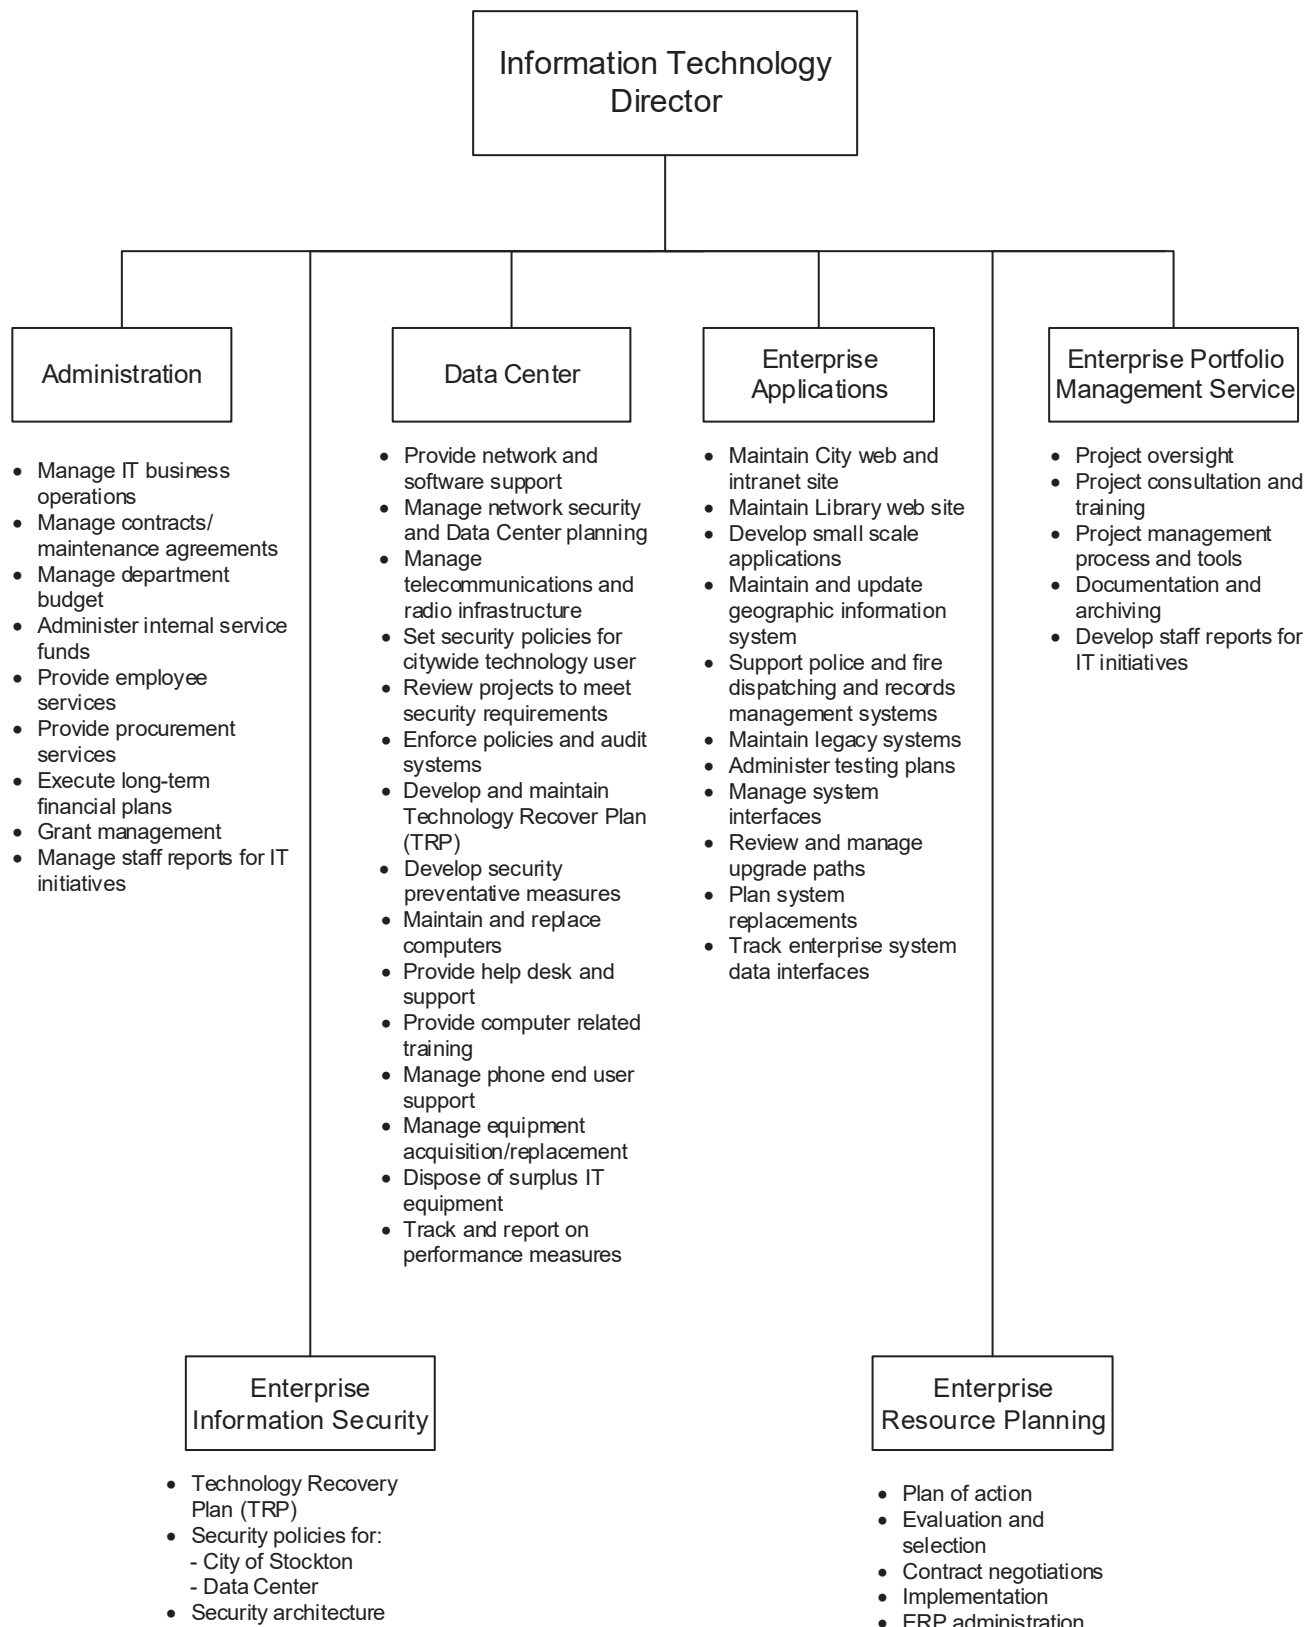 Information Technology
Director
Administration
• Manage IT business
operations
• Manage contracts/
maintenance agreements
• Manage department
budget
• Administer internal service
funds
• Provide employee
services
• Provide procurement
services
• Execute long-term
financial plans
• Grant management
• Manage staff reports for IT
initiatives
Data Center
• Provide network and
software support
• Manage network security
and Data Center planning
• Manage
telecommunications and
radio infrastructure
• Set security policies for
citywide technology user
• Review projects to meet
security requirements
• Enforce policies and audit
systems
• Develop and maintain
Technology Recover Plan
(TRP)
• Develop security
preventative measures
• Maintain and replace
computers
• Provide help desk and
support
• Provide computer related
training
• Manage phone end user
support
• Manage equipment
acquisition/replacement
• Dispose of surplus IT
equipment
• Track and report on
performance measures
Enterprise
Applications
• Maintain City web and
intranet site
• Maintain Library web site
• Develop small scale
applications
• Maintain and update
geographic information
system
• Support police and fire
dispatching and records
management systems
• Maintain legacy systems
• Administer testing plans
• Manage system
interfaces
• Review and manage
upgrade paths
• Plan system
replacements
• Track enterprise system
data interfaces
Enterprise Portfolio
Management Service
• Project oversight
• Project consultation and
training
• Project management
process and tools
• Documentation and
archiving
• Develop staff reports for
IT initiatives
Enterprise
Information Security
• Technology Recovery
Plan (TRP)
• Security policies for:
- City of Stockton
- Data Center
• Security architecture
Enterprise
Resource Planning
• Plan of action
• Evaluation and
selection
• Contract negotiations
• Implementation
• ERP administration